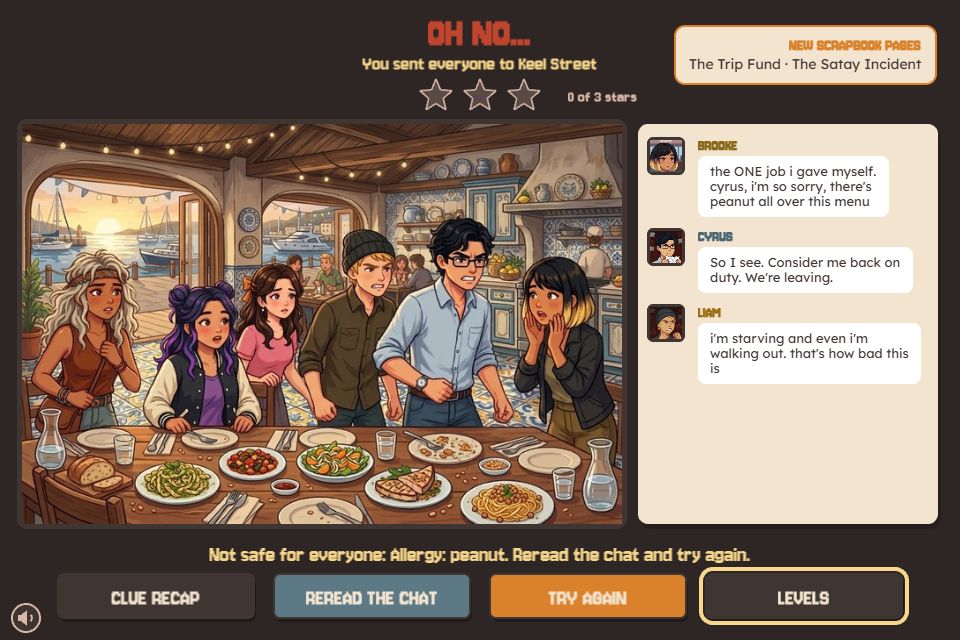 OH NO...
You sent everyone to Keel Street
0 of 3 stars
NEW SCRAPBOOK PAGES
The Trip Fund · The Satay Incident
BROOKE
the ONE job i gave myself.
cyrus, i'm so sorry, there's
peanut all over this menu
CYRUS
So I see. Consider me back on
duty. We're leaving.
LIAM
i'm starving and even i'm
walking out. that's how bad this
is
Not safe for everyone: Allergy: peanut. Reread the chat and try again.
CLUE RECAP
REREAD THE CHAT
TRY AGAIN
LEVELS